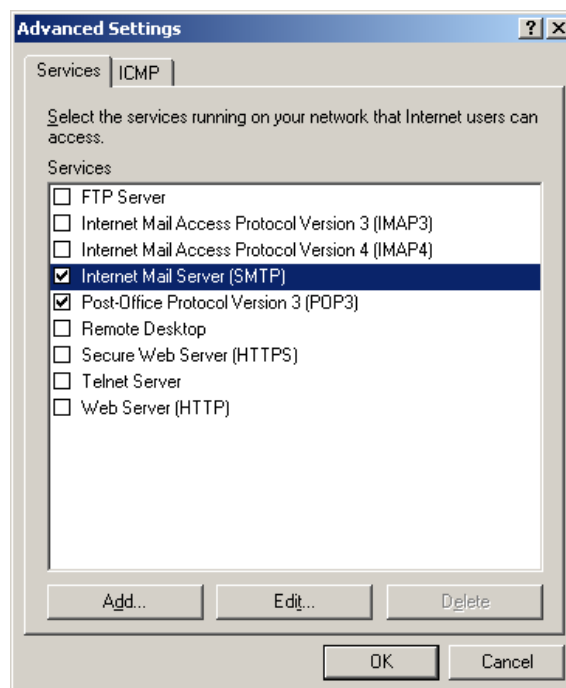 Advanced Settings
Services
ICMP
Select the services running on your network that Internet users can
access.
Services
FTP Server
Internet Mail Access Protocol Version 3 (IMAP3)
Internet Mail Access Protocol Version 4 (IMAP4)
Internet Mail Server (SMTP)
Post-Office Protocol Version 3 (POP3)
Remote Desktop
Secure Web Server (HTTPS)
Telnet Server
Web Server (HTTP)
Add...
Edit...
Delete
OK
Cancel